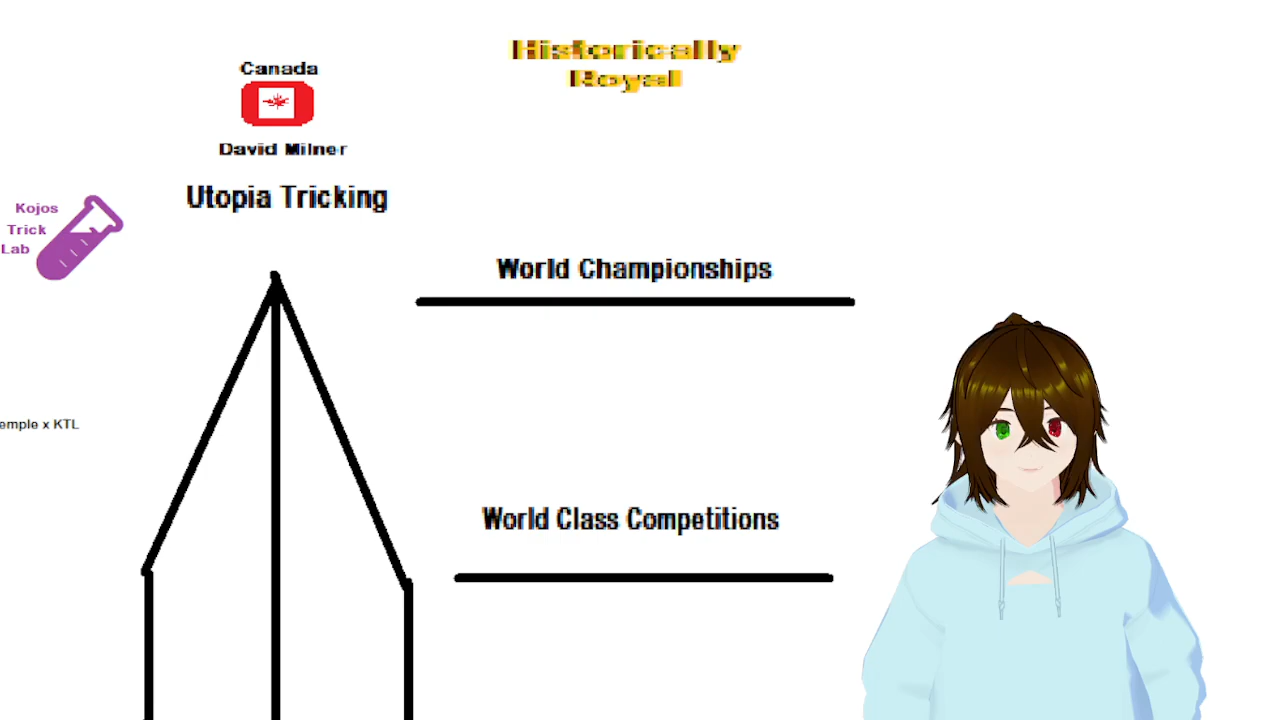 Historically
Royal
Canada
David Milner
Utopia Tricking
Kojos
Trick
Lab
World Championships
emple x KTL
World Class Competitions